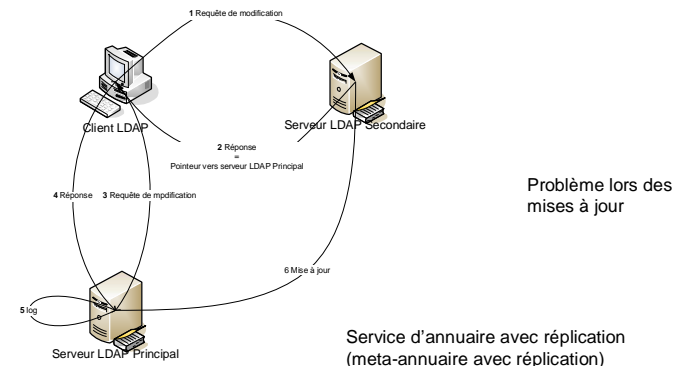 1 Requête de modification
Client LDAP
Serveur LDAP Secondaire
2 Réponse
=
Pointeur vers serveur LDAP Principal
4 Réponse
3 Requête de modification
Problème lors des
mises à jour
6 Mise à jour
5 log
Serveur LDAP Principal
Service d'annuaire avec réplication
(meta-annuaire avec réplication)